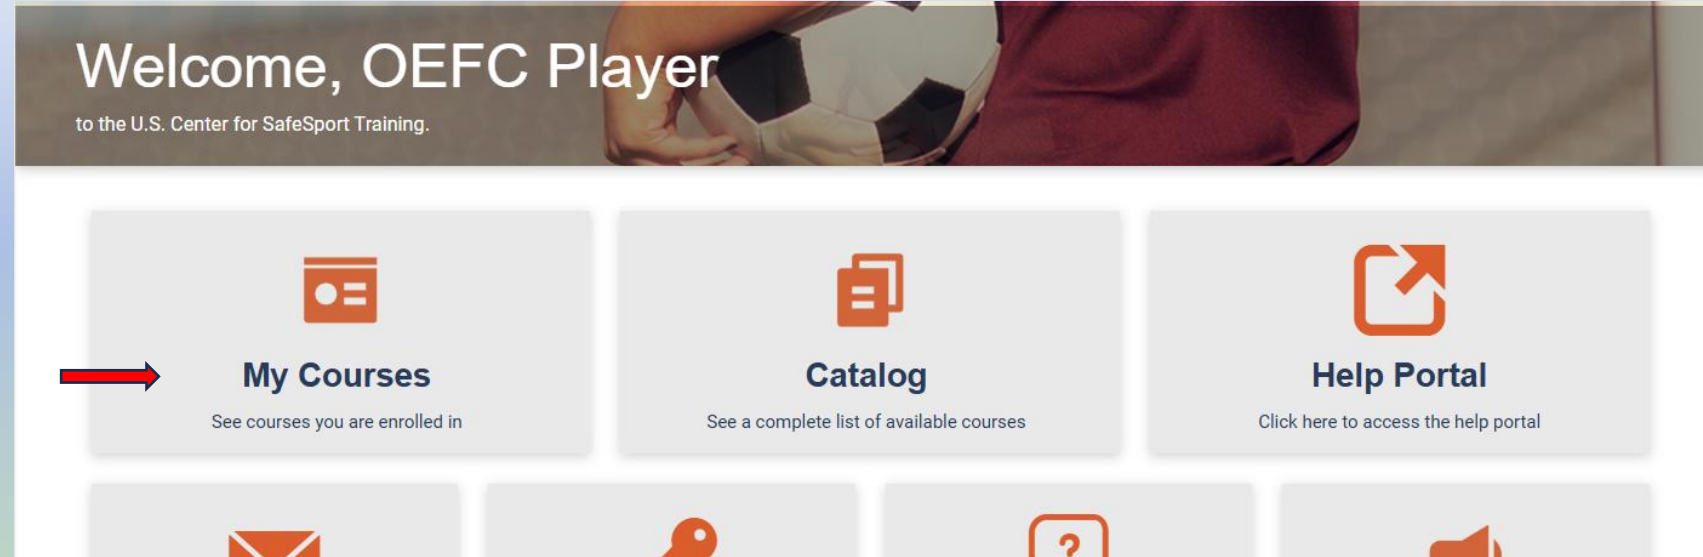 Welcome, OEFC Player
to the U.S. Center for SafeSport Training.
My Courses
See courses you are enrolled in
Catalog
See a complete list of available courses
Help Portal
Click here to access the help portal
?